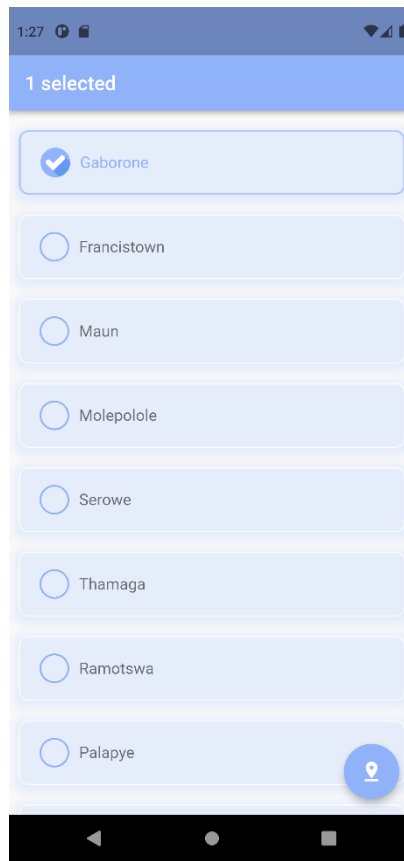 1:27
1 selected
Gaborone
Francistown
Maun
Molepolole
Serowe
Thamaga
Ramotswa
Palapye